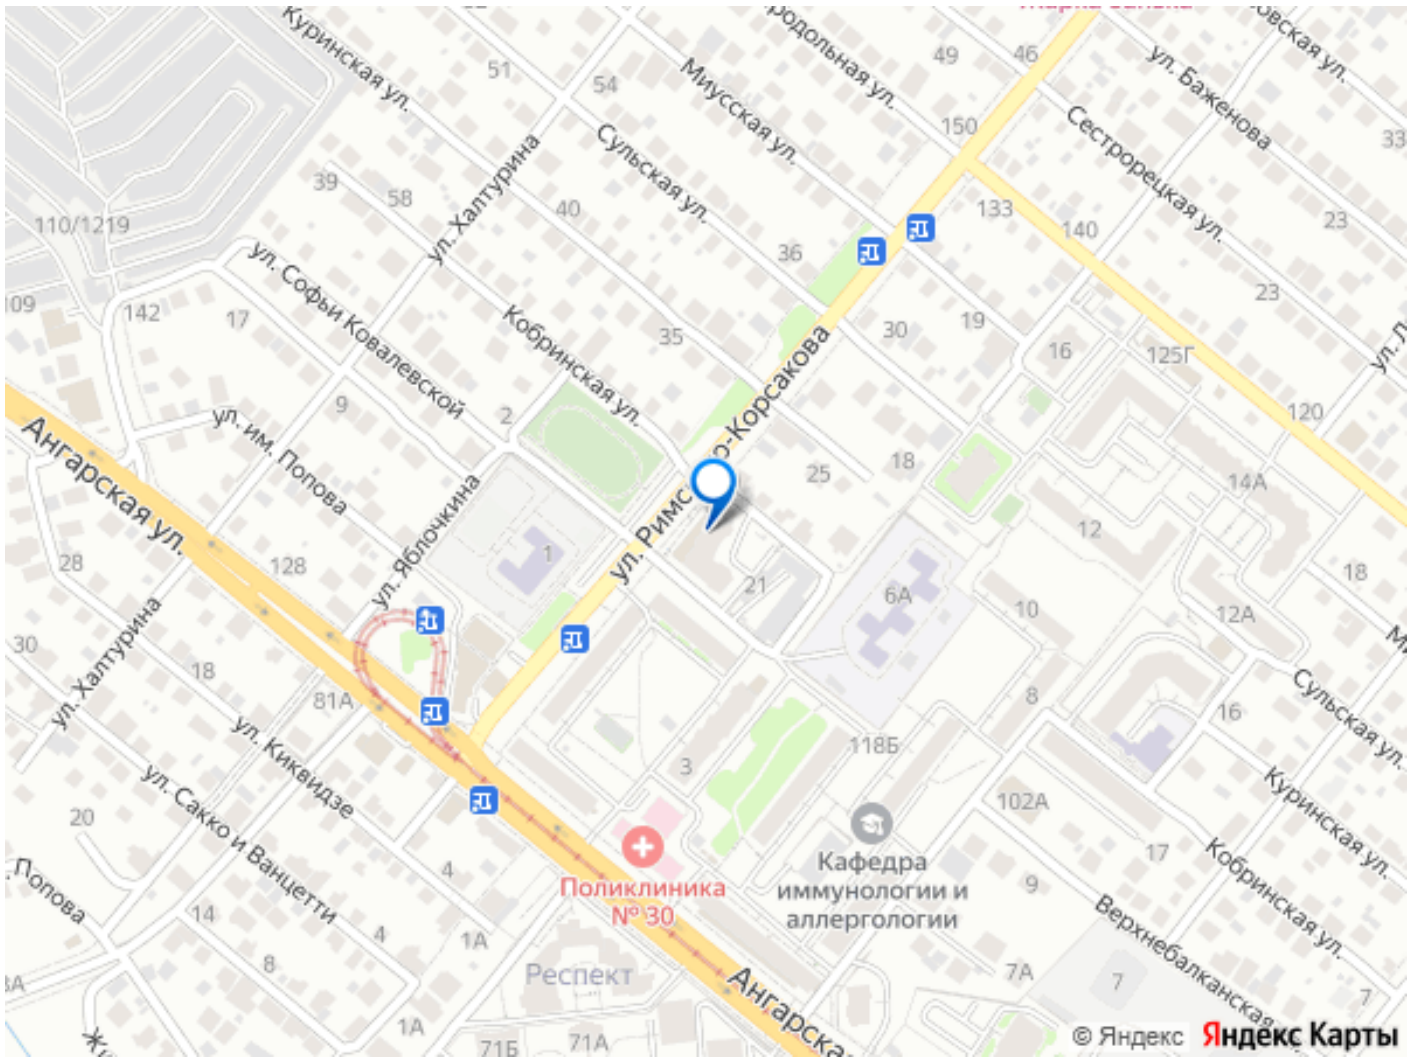 Куринская ул.
51
54
Миусская ул.
49
46
ул. Баженова
150
Сестрорецкая ул.
33
39
58
ул. Халтурина
Сульская ул.
40
133
140
23
110/1219
36
ул. Софьи Ковалевской
109
142
17
Кобринская ул.
35
30
19
23
16
125Г
9
2
ул. Римс
р-Корсакова
120
ул. им. Попова
Ангарская ул.
25
18
14А
ул. Яблочкина
1
12
28
128
21
6А
18
10
12А
ул. Халтурина
30
18
81А
8
16
Сульская ул.
ул. Киквидзе
118Б
3
102А
Куринская ул.
ул. Сакко и Ванцетти
20
4
Поликлиника
№ 30
Кафедра
иммунологии и
аллергологии
17
9
Кобринская ул.
Попова
14
4
1А
8
Респект
Верхнебалканская
7А
7
7
Ангарская
1А
71Б
71А
© Яндекс
Яндекс Карты